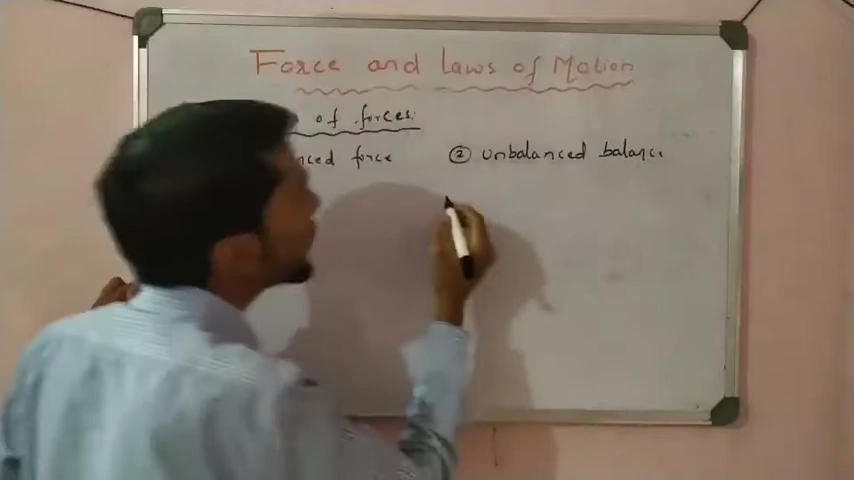 Force and Laws of Motion
of forces:
nced force ② unbalanced balance